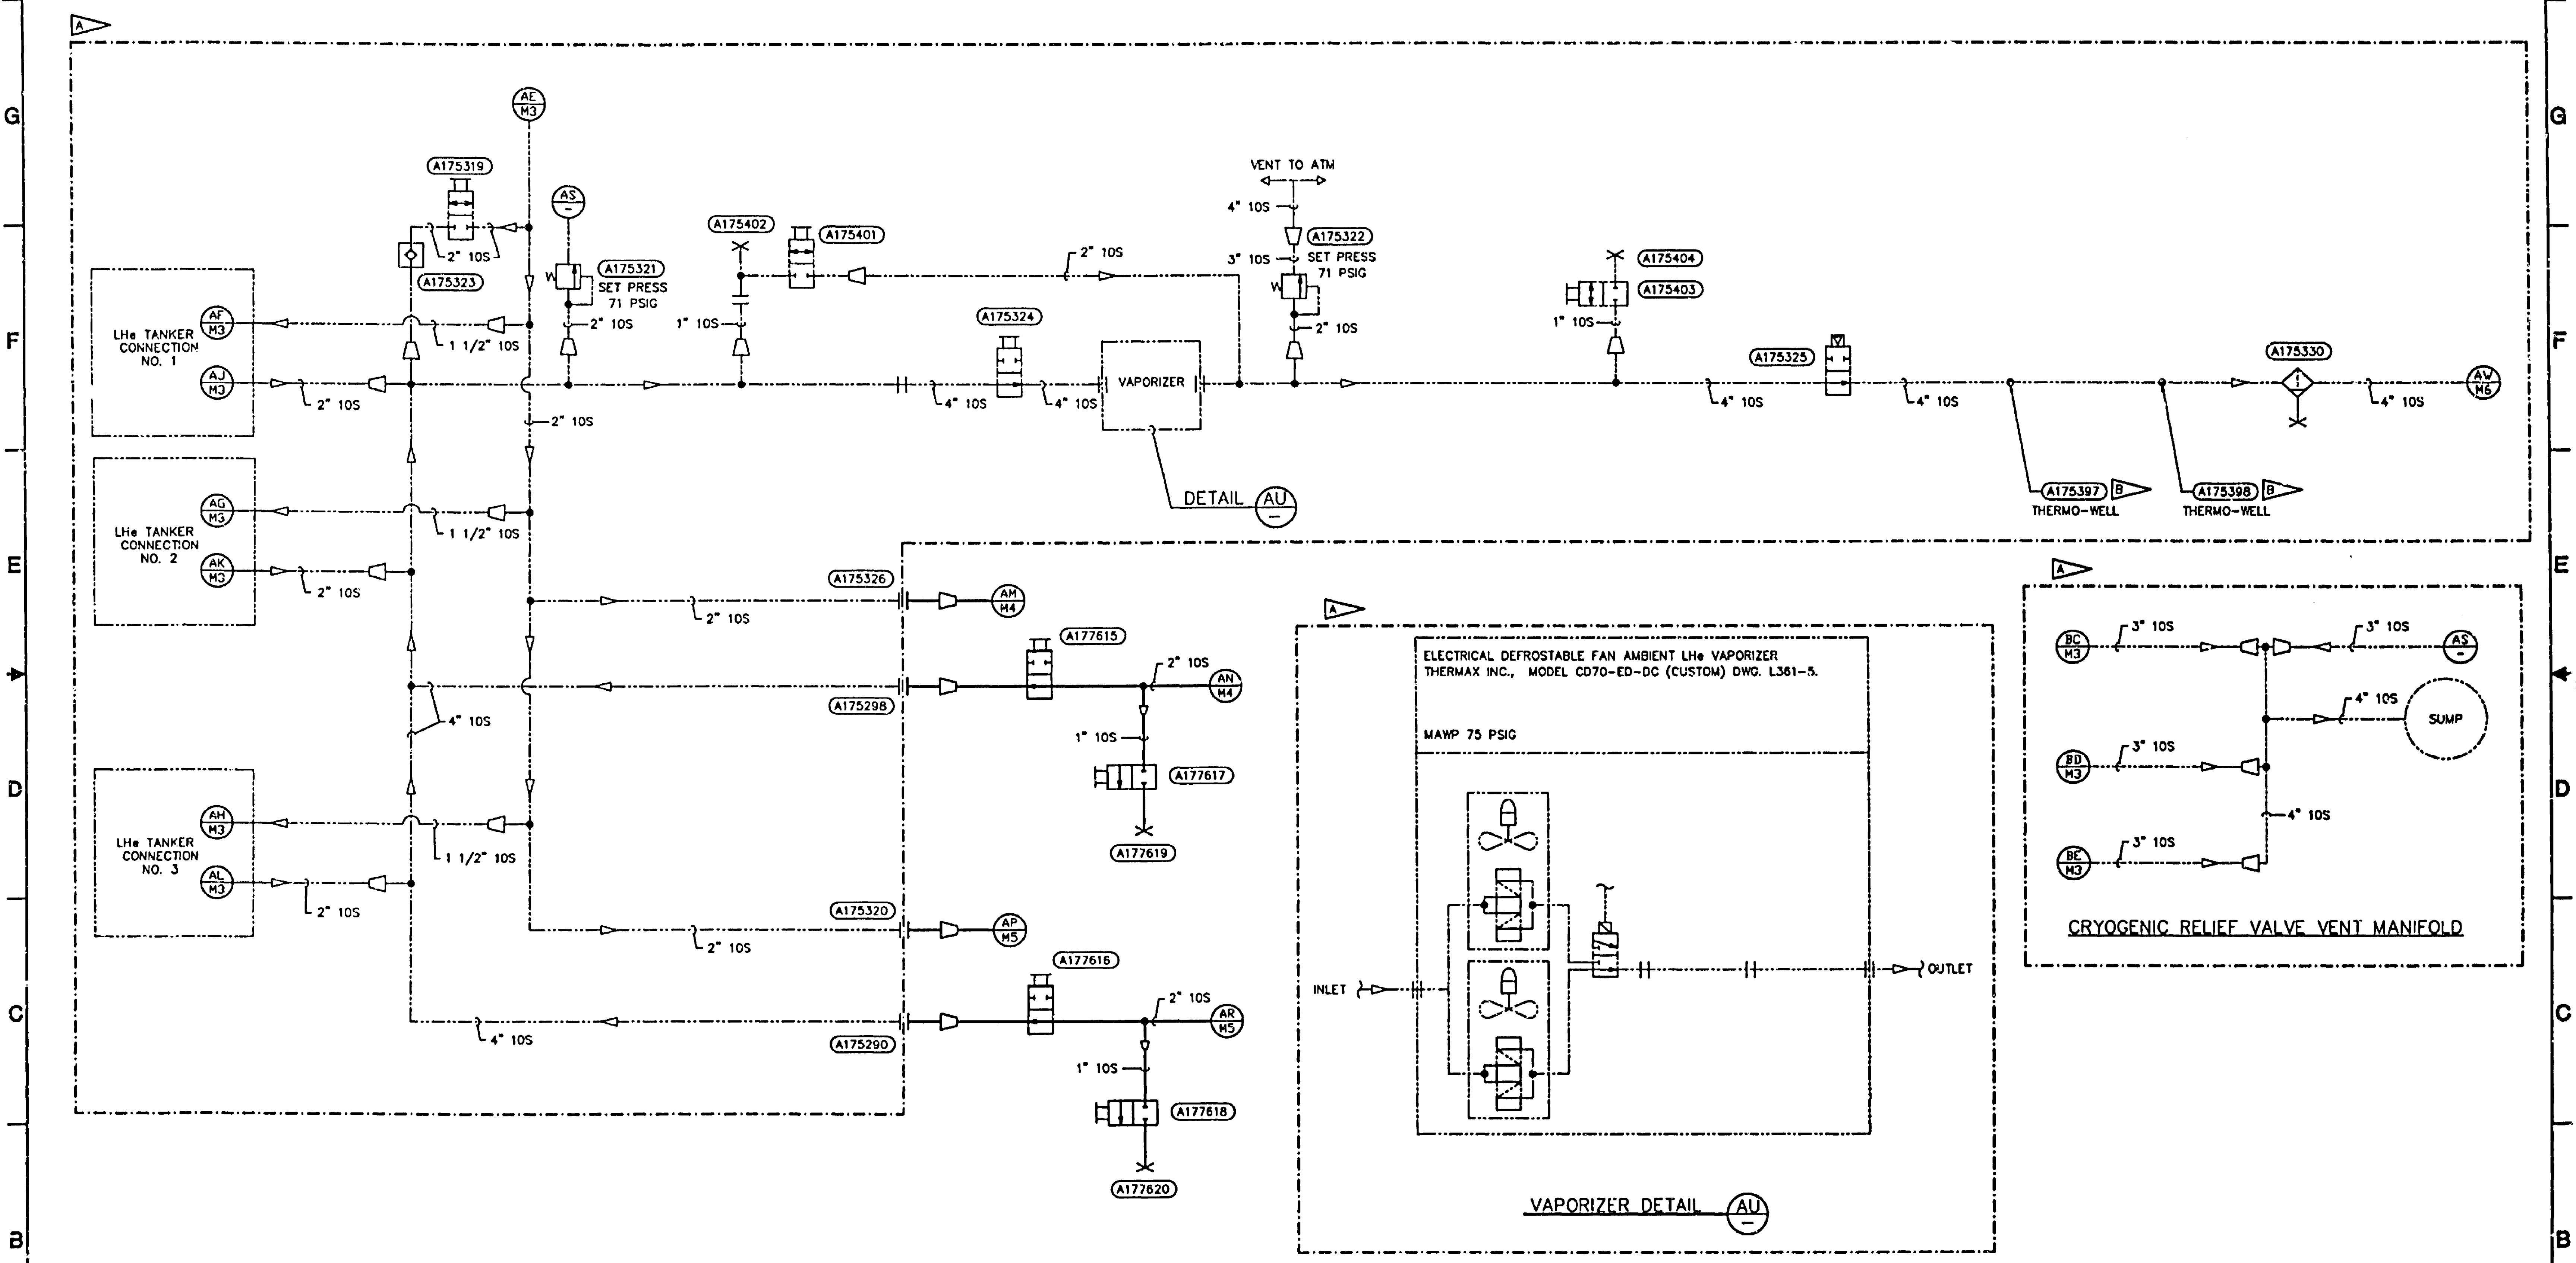 A
G
G
AE
M3
A175319
VENT TO ATM
AS
-
4" 10S
A175402
A175401
A175322
SET PRESS
71 PSIG
3" 10S
2" 10S
2" 10S
A175323
A175321
SET PRESS
71 PSIG
A175404
A175403
2" 10S
1" 10S
A175324
2" 10S
1" 10S
F
F
LHe TANKER
CONNECTION
NO. 1
AF
M3
1 1/2" 10S
AJ
M3
2" 10S
VAPORIZER
A175325
A175330
4" 10S
4" 10S
4" 10S
4" 10S
4" 10S
AW
M6
2" 10S
DETAIL
AU
-
A175397
B
THERMO-WELL
A175398
B
THERMO-WELL
LHe TANKER
CONNECTION
NO. 2
AG
M3
1 1/2" 10S
AK
M3
2" 10S
E
E
A175326
AM
M4
2" 10S
A177615
2" 10S
AN
M4
A175298
4" 10S
1" 10S
A177617
A177619
D
D
LHe TANKER
CONNECTION
NO. 3
AH
M3
1 1/2" 10S
AL
M3
2" 10S
A175320
AP
M5
2" 10S
A177616
2" 10S
AR
M5
4" 10S
A175290
1" 10S
A177618
A177620
C
C
A
ELECTRICAL DEFROSTABLE FAN AMBIENT LHe VAPORIZER
THERMAX INC., MODEL CD70-ED-DC (CUSTOM) DWG. L361-5.
MAWP 75 PSIG
INLET
OUTLET
VAPORIZER DETAIL
AU
-
A
BC
M3
3" 10S
3" 10S
AS
-
4" 10S
SUMP
BD
M3
3" 10S
4" 10S
BE
M3
3" 10S
CRYOGENIC RELIEF VALVE VENT MANIFOLD
B
B